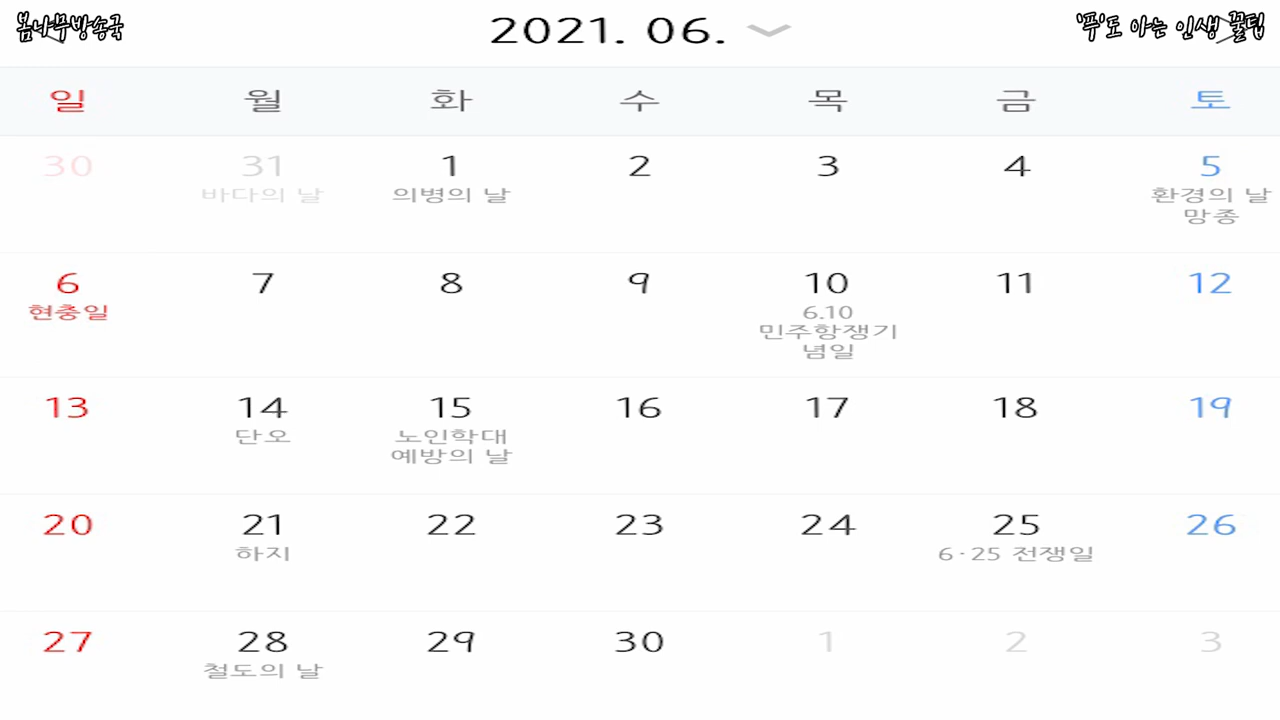 봄나무방송국
2021. 06.
'푸'도 아는 인생 꿀팁
일 월 화 수 목 금 토
30 31 1 2 3 4 5
바다의 날 의병의 날 환경의 날
망종
6 7 8 9 10 11 12
현충일 6.10
민주항쟁기
념일
13 14 15 16 17 18 19
단오 노인학대
예방의 날
20 21 22 23 24 25 26
하지 6·25 전쟁일
27 28 29 30 1 2 3
철도의 날